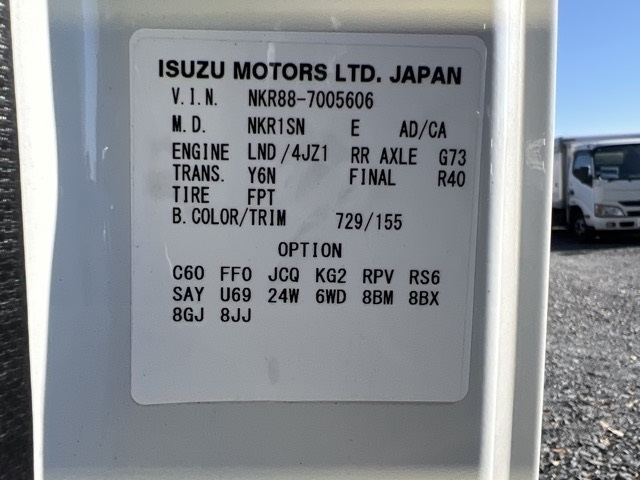 ISUZU MOTORS LTD. JAPAN
V.I.N. NKR88-7005606
M.D. NKR1SN E AD/CA
ENGINE LND/4JZ1 RR AXLE G73
TRANS. Y6N FINAL R40
TIRE FPT
B.COLOR/TRIM 729/155
OPTION
C60 FF0 JCQ KG2 RPV RS6
SAY U69 24W 6WD 8BM 8BX
8GJ 8JJ